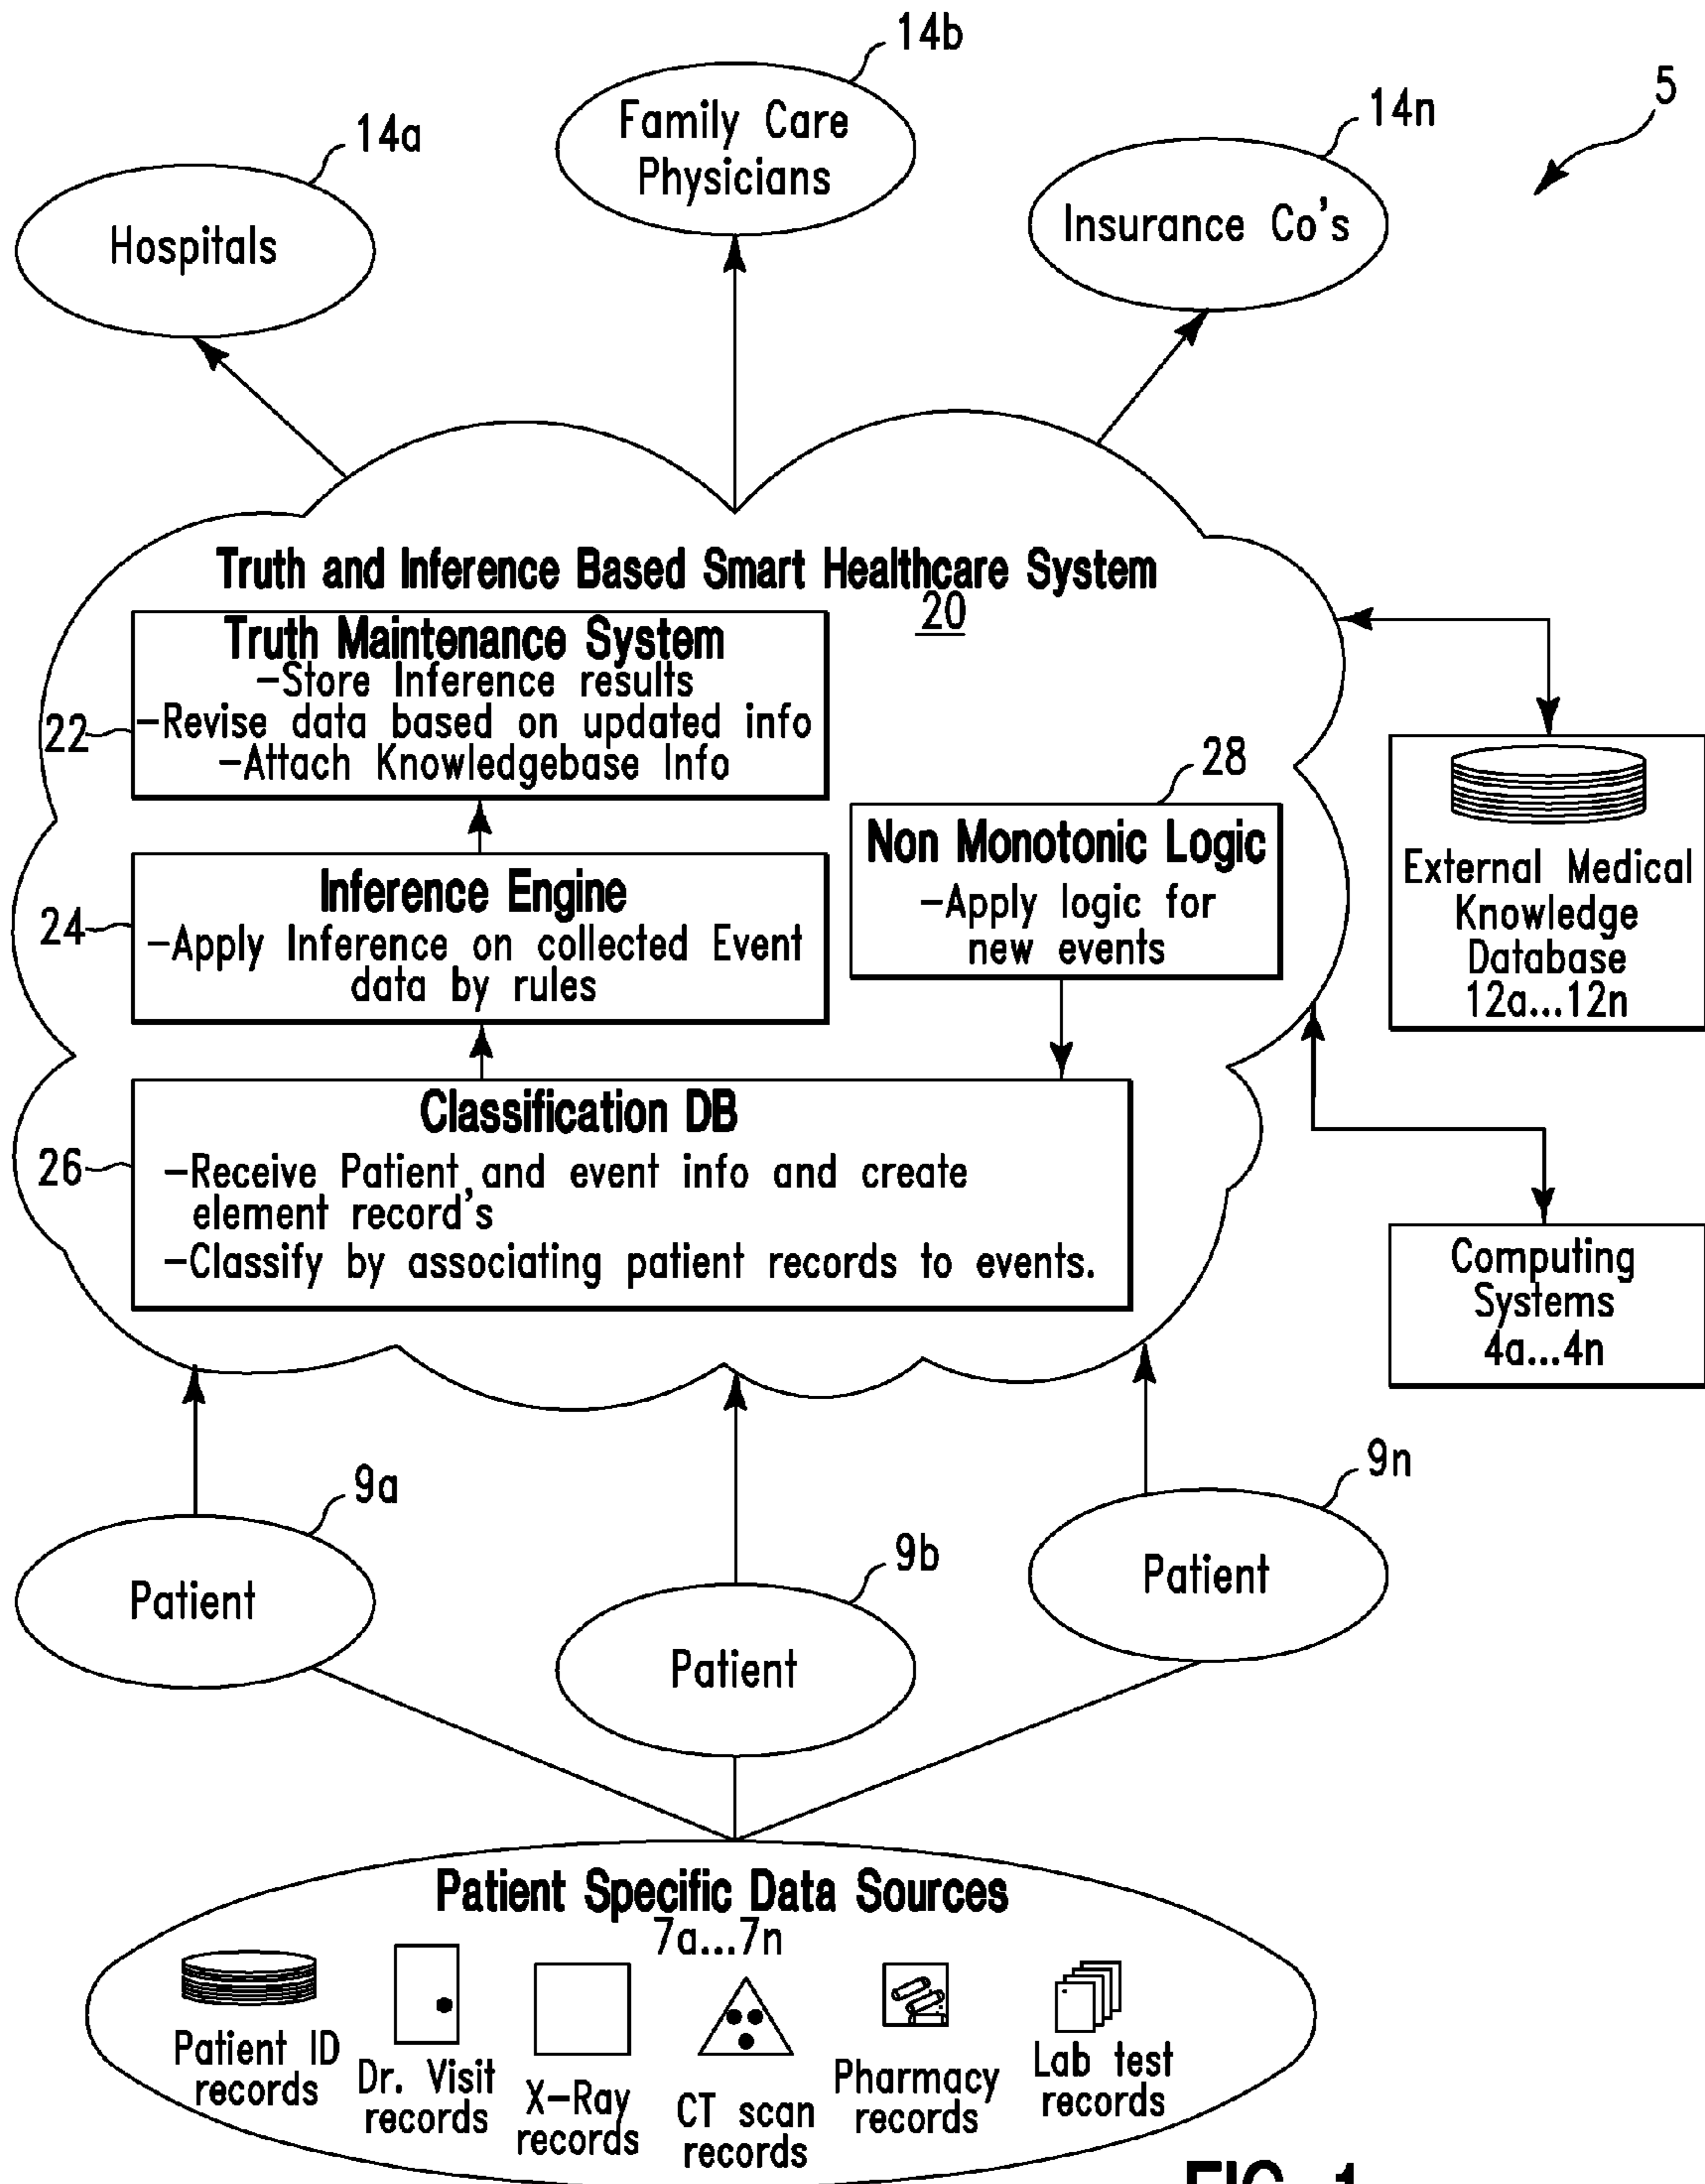 14b
5
Family Care
Physicians
14n
14a
Insurance Co's
Hospitals
Truth and Inference Based Smart Healthcare System
20
Truth Maintenance System
-Store Inference results
-Revise data based on updated info
-Attach Knowledgebase Info
22
28
Non Monotonic Logic
-Apply logic for
new events
Inference Engine
-Apply Inference on collected Event
data by rules
24
External Medical
Knowledge
Database
12a...12n
Classification DB
-Receive Patient and event info and create
element record's
-Classify by associating patient records to events.
26
Computing
Systems
4a...4n
9a
Patient
9b
Patient
9n
Patient
Patient Specific Data Sources
7a...7n
Patient ID
records
Dr. Visit
records
X-Ray
records
CT scan
records
Pharmacy
records
Lab test
records
FIG. 1